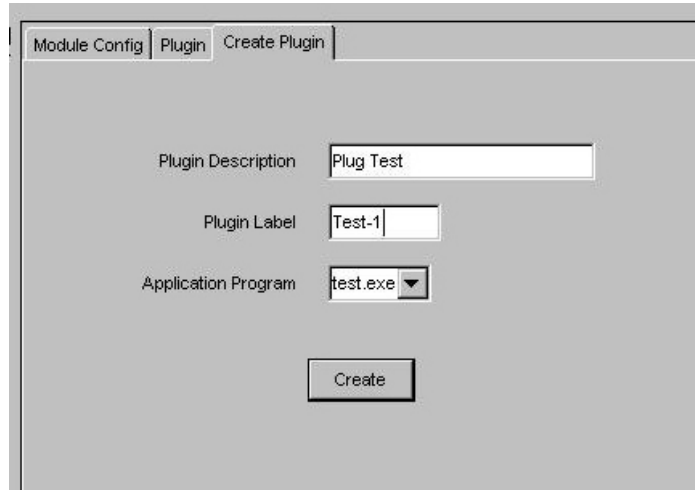 Module Config Plugin Create Plugin
Plugin Description Plug Test
Plugin Label Test-1
Application Program test.exe
Create